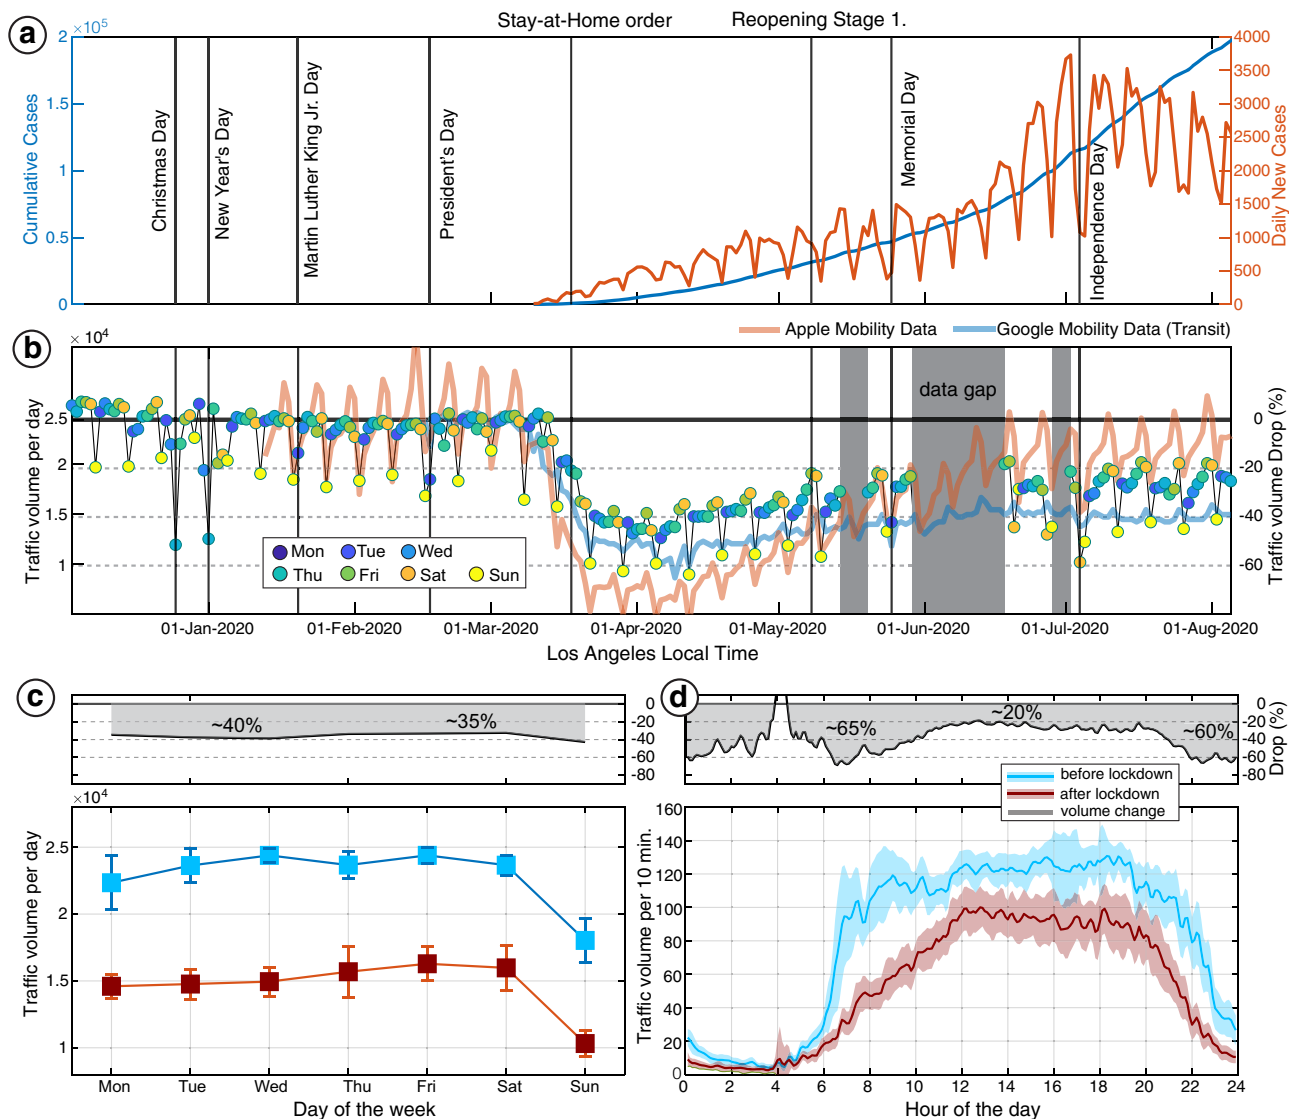 a
Stay-at-Home order
Reopening Stage 1.
×10⁵
2
1.5
1
0.5
0
Cumulative Cases
Christmas Day
New Year's Day
Martin Luther King Jr. Day
President's Day
Memorial Day
Independence Day
4000
3500
3000
2500
2000
1500
1000
500
0
Daily New Cases
b
× 10⁴
Apple Mobility Data
Google Mobility Data (Transit)
2.5
2
1.5
1
Traffic volume per day
data gap
0
-20
-40
-60
Traffic volume Drop (%)
Mon Tue Wed
Thu Fri Sat Sun
01-Jan-2020 01-Feb-2020 01-Mar-2020 01-Apr-2020 01-May-2020 01-Jun-2020 01-Jul-2020 01-Aug-2020
Los Angeles Local Time
c
~40%
~35%
0
-20
-40
-60
-80
×10⁴
2.5
2
1.5
1
Traffic volume per day
Mon Tue Wed Thu Fri Sat Sun
Day of the week
d
~65%
~20%
~60%
0
-20
-40
-60
-80
Drop (%)
before lockdown
after lockdown
volume change
160
140
120
100
80
60
40
20
0
Traffic volume per 10 min.
0 2 4 6 8 10 12 14 16 18 20 22 24
Hour of the day